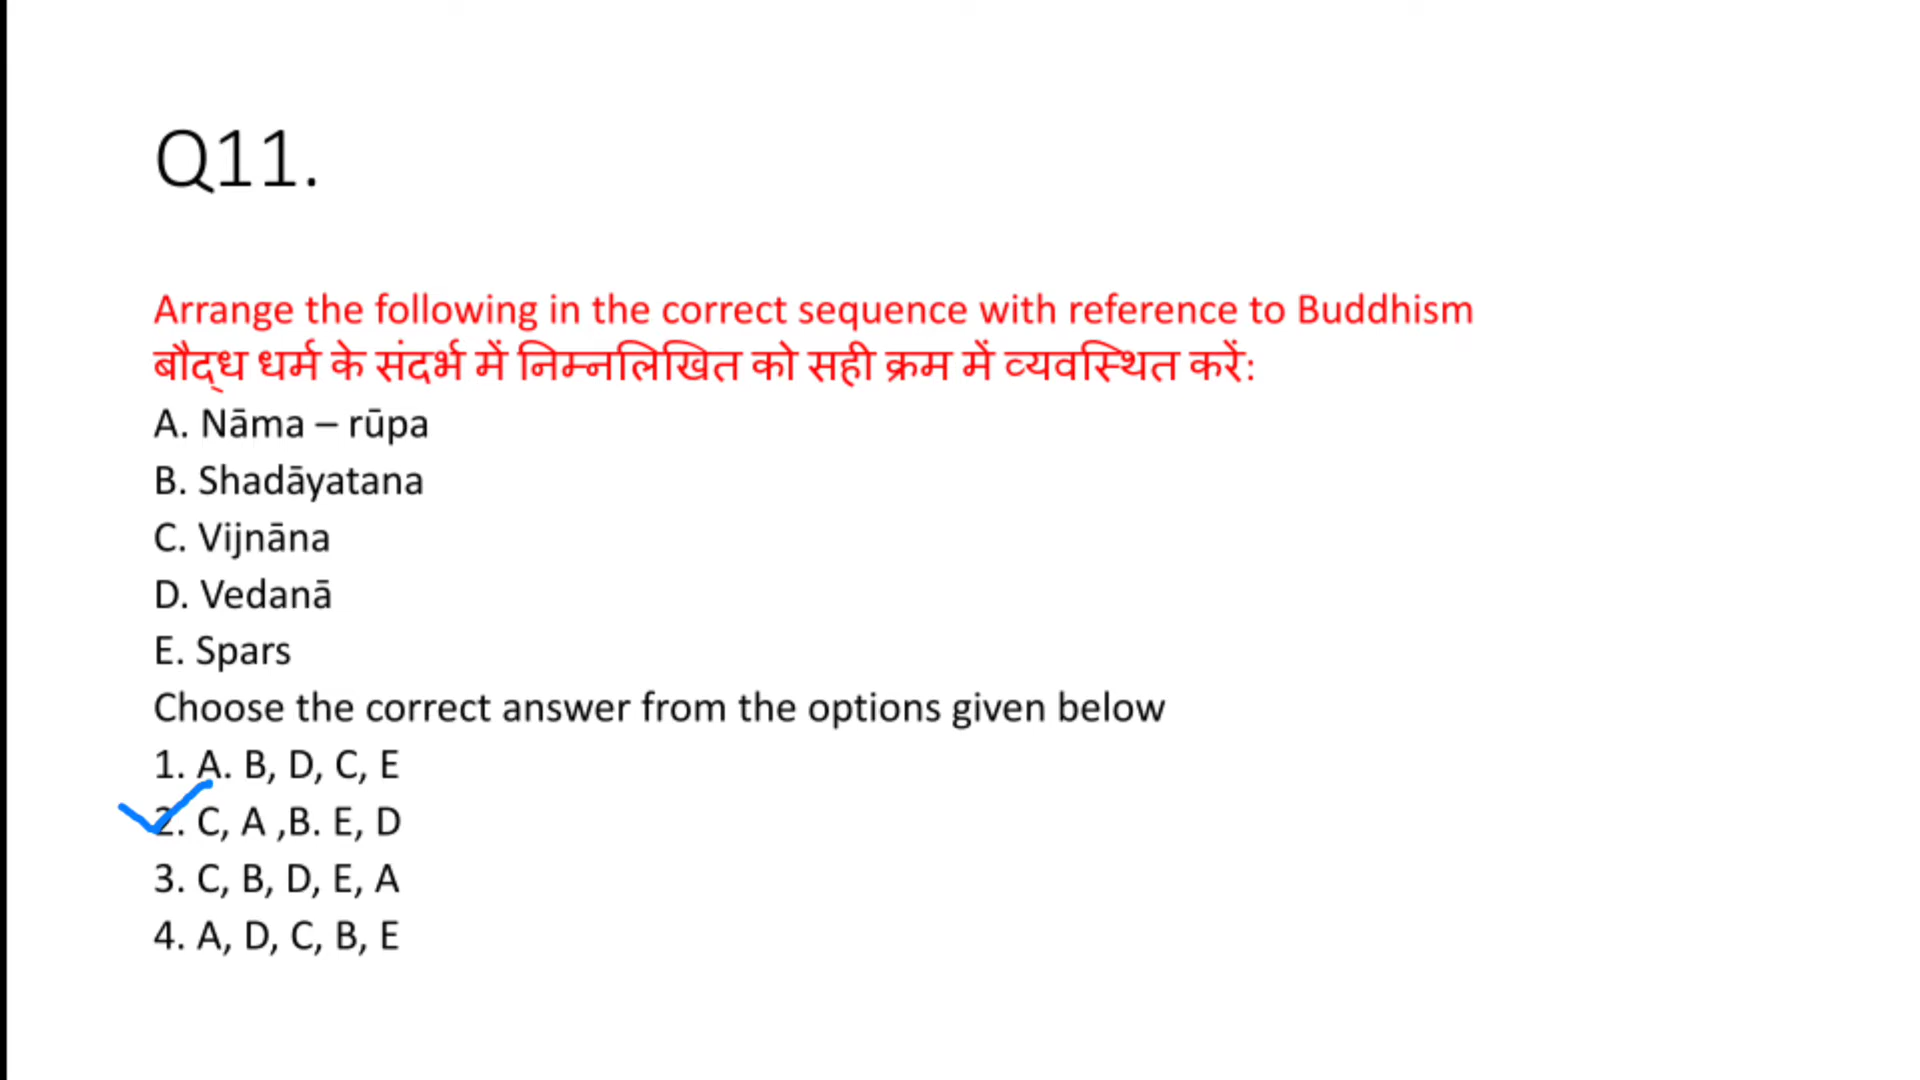 Q11.
Arrange the following in the correct sequence with reference to Buddhism
बौद्ध धर्म के संदर्भ में निम्नलिखित को सही क्रम में व्यवस्थित करें:
A. Nāma – rūpa
B. Shadāyatana
C. Vijnāna
D. Vedanā
E. Spars
Choose the correct answer from the options given below
1. A. B, D, C, E
2. C, A ,B. E, D
3. C, B, D, E, A
4. A, D, C, B, E